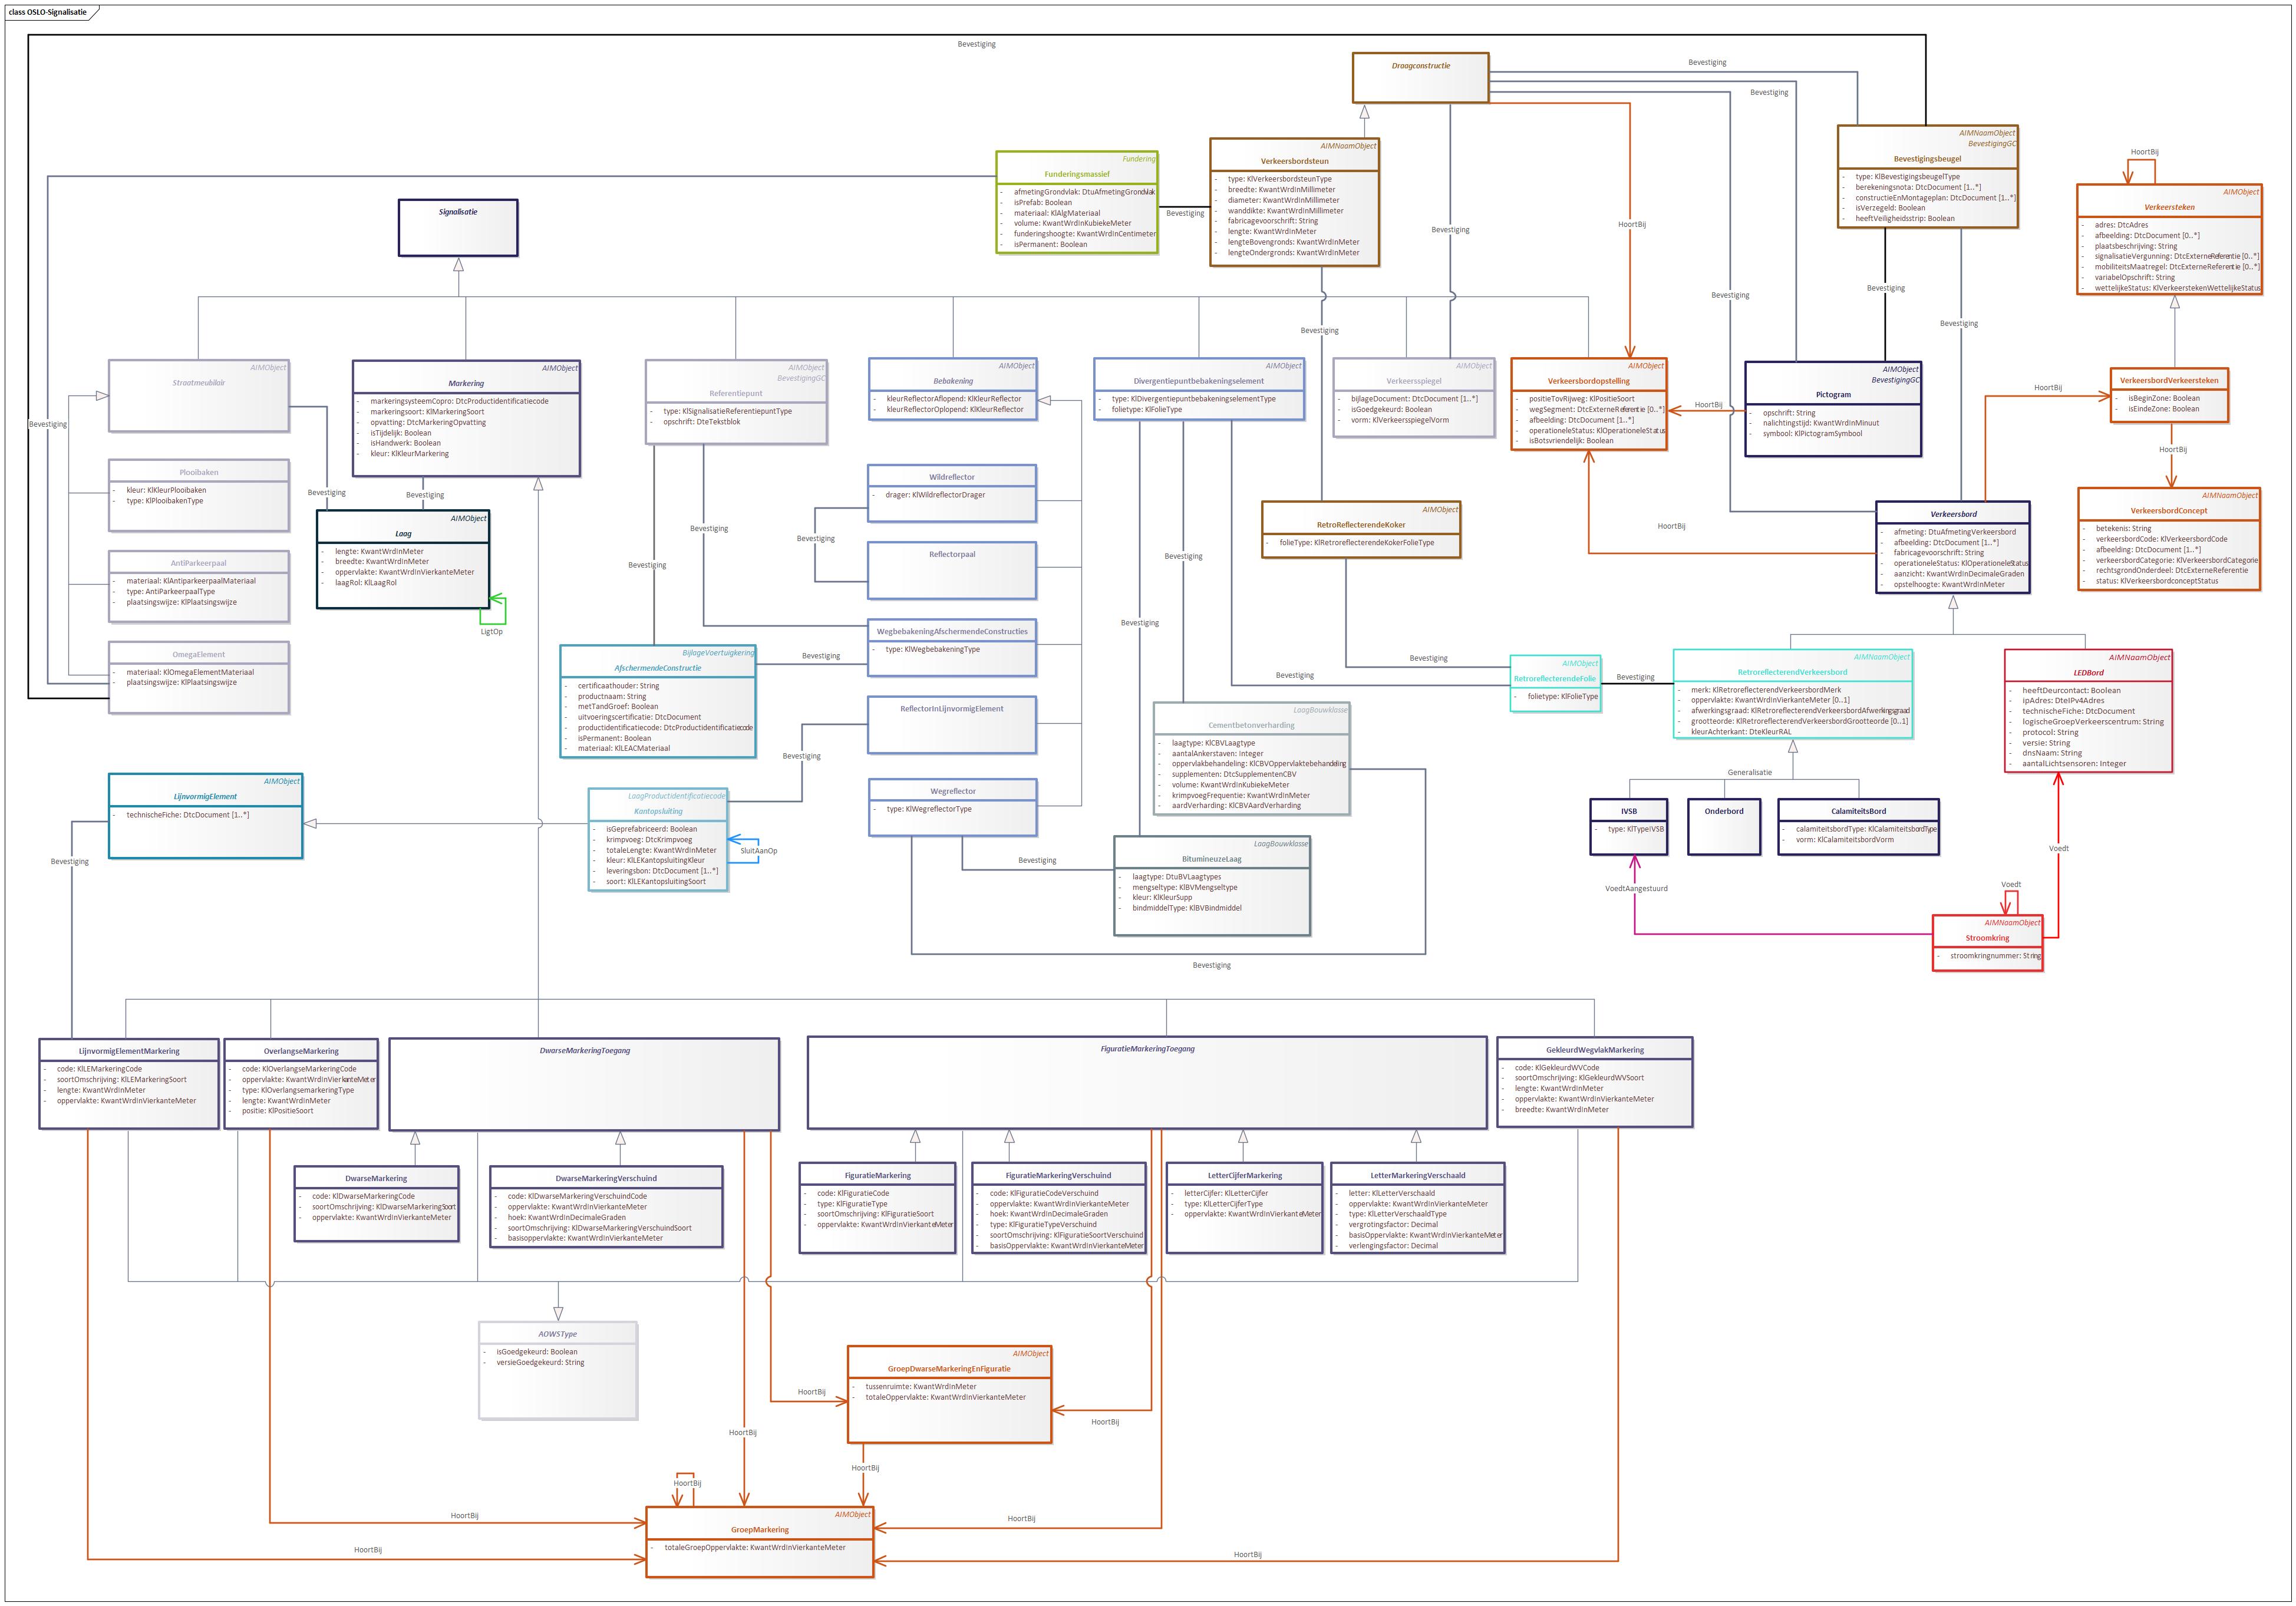 class OSLO-Signalisatie
Bevestiging
Draagconstructie
Bevestiging
Bevestiging
AIMNaamObject
BevestigingGC
Bevestigingsbeugel
- type: KlBevestigingsbeugelType
- berekeningsnota: DtcDocument [1..*]
- constructieEnMontageplan: DtcDocument [1..*]
- isVerzegeld: Boolean
- heeftVeiligheidsstrip: Boolean
AIMNaamObject
Verkeersbordsteun
- type: KlVerkeersbordsteunType
- breedte: KwantWrdInMillimeter
- diameter: KwantWrdInMillimeter
- wanddikte: KwantWrdInMillimeter
- fabricagevoorschrift: String
- lengte: KwantWrdInMeter
- lengteBovengronds: KwantWrdInMeter
- lengteOndergronds: KwantWrdInMeter
Fundering
Funderingsmassief
- afmetingGrondvlak: DtuAfmetingGrondvlak
- isPrefab: Boolean
- materiaal: KlAlgMateriaal
- volume: KwantWrdInKubiekeMeter
- funderingshoogte: KwantWrdInCentimeter
- isPermanent: Boolean
Bevestiging
HoortBij
AIMObject
Verkeersteken
- adres: DtcAdres
- afbeelding: DtcDocument [0..*]
- plaatsbeschrijving: String
- signalisatieVergunning: DtcExterneReferentie [0..*]
- mobiliteitsMaatregel: DtcExterneReferentie [0..*]
- variabelOpschrift: String
- wettelijkeStatus: KlVerkeerstekenWettelijkeStatus
Signalisatie
HoortBij
Bevestiging
Bevestiging
Bevestiging
Bevestiging
Bevestiging
AIMObject
Straatmeubilair
AIMObject
Markering
- markeringsysteemCopro: DtcProductidentificatiecode
- markeringsoort: KlMarkeringSoort
- opvatting: DtcMarkeringOpvatting
- isTijdelijk: Boolean
- isHandwerk: Boolean
- kleur: KlKleurMarkering
AIMObject
BevestigingGC
Referentiepunt
- type: KlSignalisatieReferentiepuntType
- opschrift: DteTekstblok
AIMObject
Bebakening
- kleurReflectorAflopend: KlKleurReflector
- kleurReflectorOplopend: KlKleurReflector
AIMObject
Divergentiepuntbebakeningselement
- type: KlDivergentiepuntbebakeningselementType
- folietype: KlFolieType
AIMObject
Verkeersspiegel
- bijlageDocument: DtcDocument [1..*]
- isGoedgekeurd: Boolean
- vorm: KlVerkeersspiegelVorm
AIMObject
Verkeersbordopstelling
- positieTovRijweg: KlPositieSoort
- wegSegment: DtcExterneReferentie [0..*]
- afbeelding: DtcDocument [1..*]
- operationeleStatus: KlOperationeleStatus
- isBotsvriendelijk: Boolean
HoortBij
AIMObject
BevestigingGC
Pictogram
- opschrift: String
- nalichtingstijd: KwantWrdInMinuut
- symbool: KlPictogramSymbool
HoortBij
VerkeersbordVerkeersteken
- isBeginZone: Boolean
- isEindeZone: Boolean
HoortBij
AIMNaamObject
VerkeersbordConcept
- betekenis: String
- verkeersbordCode: KlVerkeersbordCode
- afbeelding: DtcDocument [1..*]
- verkeersbordCategorie: KlVerkeersbordCategorie
- rechtsgrondOnderdeel: DtcExterneReferentie
- status: KlVerkeersbordconceptStatus
Bevestiging
Plooibaken
- kleur: KlKleurPlooibaken
- type: KlPlooibakenType
Bevestiging
Bevestiging
AIMObject
Laag
- lengte: KwantWrdInMeter
- breedte: KwantWrdInMeter
- oppervlakte: KwantWrdInVierkanteMeter
- laagRol: KlLaagRol
LigtOp
AntiParkeerpaal
- materiaal: KlAntiparkeerpaalMateriaal
- type: AntiParkeerpaalType
- plaatsingswijze: KlPlaatsingswijze
OmegaElement
- materiaal: KlOmegaElementMateriaal
- plaatsingswijze: KlPlaatsingswijze
Wildreflector
- drager: KlWildreflectorDrager
Bevestiging
Bevestiging
Bevestiging
Reflectorpaal
WegbebakeningAfschermendeConstructies
- type: KlWegbebakeningType
Bevestiging
BijlageVoertuigkering
AfschermendeConstructie
- certificaathouder: String
- productnaam: String
- metTandGroef: Boolean
- uitvoeringscertificatie: DtcDocument
- productidentificatiecode: DtcProductidentificatiecode
- isPermanent: Boolean
- materiaal: KlLEACMateriaal
ReflectorInLijnvormigElement
Bevestiging
Wegreflector
- type: KlWegreflectorType
Bevestiging
Bevestiging
Bevestiging
AIMObject
RetroReflecterendeKoker
- folieType: KlRetroreflecterendeKokerFolieType
HoortBij
Verkeersbord
- afmeting: DtuAfmetingVerkeersbord
- afbeelding: DtcDocument [1..*]
- fabricagevoorschrift: String
- operationeleStatus: KlOperationeleStatus
- aanzicht: KwantWrdInDecimaleGraden
- opstelhoogte: KwantWrdInMeter
Bevestiging
AIMObject
RetroreflecterendeFolie
- folietype: KlFolieType
Bevestiging
AIMNaamObject
RetroreflecterendVerkeersbord
- merk: KlRetroreflecterendVerkeersbordMerk
- oppervlakte: KwantWrdInVierkanteMeter [0..1]
- afwerkingsgraad: KlRetroreflecterendVerkeersbordAfwerkingsgraad
- grootteorde: KlRetroreflecterendVerkeersbordGrootteorde [0..1]
- kleurAchterkant: DteKleurRAL
AIMNaamObject
LEDBord
- heeftDeurcontact: Boolean
- ipAdres: DteIPv4Adres
- technischeFiche: DtcDocument
- logischeGroepVerkeerscentrum: String
- protocol: String
- versie: String
- dnsNaam: String
- aantalLichtsensoren: Integer
LaagBouwklasse
Cementbetonverharding
- laagtype: KlCBVLaagtype
- aantalAnkerstaven: Integer
- oppervlakbehandeling: KlCBVOppervlaktebehandeling
- supplementen: DtcSupplementenCBV
- volume: KwantWrdInKubiekeMeter
- krimpvoegFrequentie: KwantWrdInMeter
- aardVerharding: KlCBVAardVerharding
AIMObject
LijnvormigElement
- technischeFiche: DtcDocument [1..*]
Bevestiging
LaagProductidentificatiecode
Kantopsluiting
- isGeprefabriceerd: Boolean
- krimpvoeg: DtcKrimpvoeg
- totaleLengte: KwantWrdInMeter
- kleur: KlLEKantopsluitingKleur
- leveringsbon: DtcDocument [1..*]
- soort: KlLEKantopsluitingSoort
SluitAanOp
Bevestiging
LaagBouwklasse
BitumineuzeLaag
- laagtype: DtuBVLaagtypes
- mengseltype: KlBVMengseltype
- kleur: KlKleurSupp
- bindmiddelType: KlBVBindmiddel
Bevestiging
Generalisatie
IVSB
- type: KlTypeIVSB
Onderbord
CalamiteitsBord
- calamiteitsbordType: KlCalamiteitsbordType
- vorm: KlCalamiteitsbordVorm
Voedt
VoedtAangestuurd
Voedt
AIMNaamObject
Stroomkring
- stroomkringnummer: String
LijnvormigElementMarkering
- code: KlLEMarkeringCode
- soortOmschrijving: KlLEMarkeringSoort
- lengte: KwantWrdInMeter
- oppervlakte: KwantWrdInVierkanteMeter
OverlangseMarkering
- code: KlOverlangseMarkeringCode
- oppervlakte: KwantWrdInVierkanteMeter
- type: KlOverlangsemarkeringType
- lengte: KwantWrdInMeter
- positie: KlPositieSoort
DwarseMarkeringToegang
FiguratieMarkeringToegang
GekleurdWegvlakMarkering
- code: KlGekleurdWVCode
- soortOmschrijving: KlGekleurdWVSoort
- lengte: KwantWrdInMeter
- oppervlakte: KwantWrdInVierkanteMeter
- breedte: KwantWrdInMeter
DwarseMarkering
- code: KlDwarseMarkeringCode
- soortOmschrijving: KlDwarseMarkeringSoort
- oppervlakte: KwantWrdInVierkanteMeter
DwarseMarkeringVerschuind
- code: KlDwarseMarkeringVerschuindCode
- oppervlakte: KwantWrdInVierkanteMeter
- hoek: KwantWrdInDecimaleGraden
- soortOmschrijving: KlDwarseMarkeringVerschuindSoort
- basisoppervlakte: KwantWrdInVierkanteMeter
FiguratieMarkering
- code: KlFiguratieCode
- type: KlFiguratieType
- soortOmschrijving: KlFiguratieSoort
- oppervlakte: KwantWrdInVierkanteMeter
FiguratieMarkeringVerschuind
- code: KlFiguratieCodeVerschuind
- oppervlakte: KwantWrdInVierkanteMeter
- hoek: KwantWrdInDecimaleGraden
- type: KlFiguratieTypeVerschuind
- soortOmschrijving: KlFiguratieSoortVerschuind
- basisOppervlakte: KwantWrdInVierkanteMeter
LetterCijferMarkering
- letterCijfer: KlLetterCijfer
- type: KlLetterCijferType
- oppervlakte: KwantWrdInVierkanteMeter
LetterMarkeringVerschaald
- letter: KlLetterVerschaald
- oppervlakte: KwantWrdInVierkanteMeter
- type: KlLetterVerschaaldType
- vergrotingsfactor: Decimal
- basisOppervlakte: KwantWrdInVierkanteMeter
- verlengingsfactor: Decimal
AOWSType
- isGoedgekeurd: Boolean
- versieGoedgekeurd: String
AIMObject
GroepDwarseMarkeringEnFiguratie
- tussenruimte: KwantWrdInMeter
- totaleOppervlakte: KwantWrdInVierkanteMeter
HoortBij
HoortBij
HoortBij
HoortBij
HoortBij
AIMObject
GroepMarkering
- totaleGroepOppervlakte: KwantWrdInVierkanteMeter
HoortBij
HoortBij
HoortBij
HoortBij